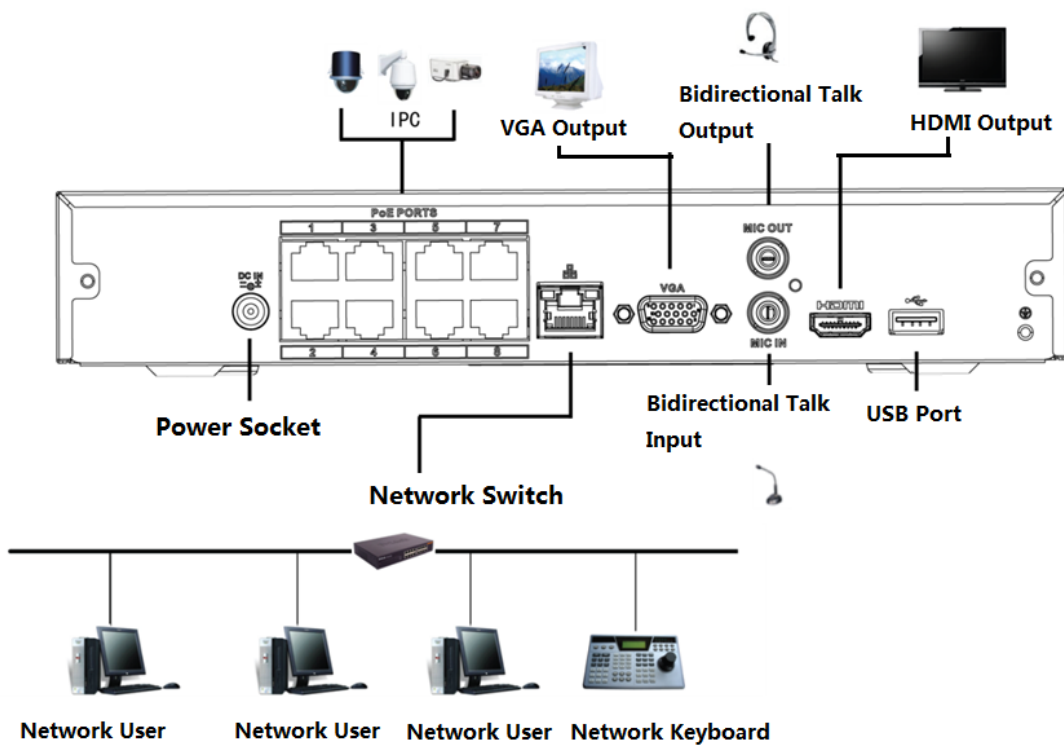 IPC
VGA Output
Bidirectional Talk
Output
HDMI Output
PoE PORTS
1 3 5 7
MIC OUT
DC IN
VGA
HDMI
2 4 6 8
MIC IN
Power Socket
Bidirectional Talk
Input
USB Port
Network Switch
Network User
Network User
Network User
Network Keyboard